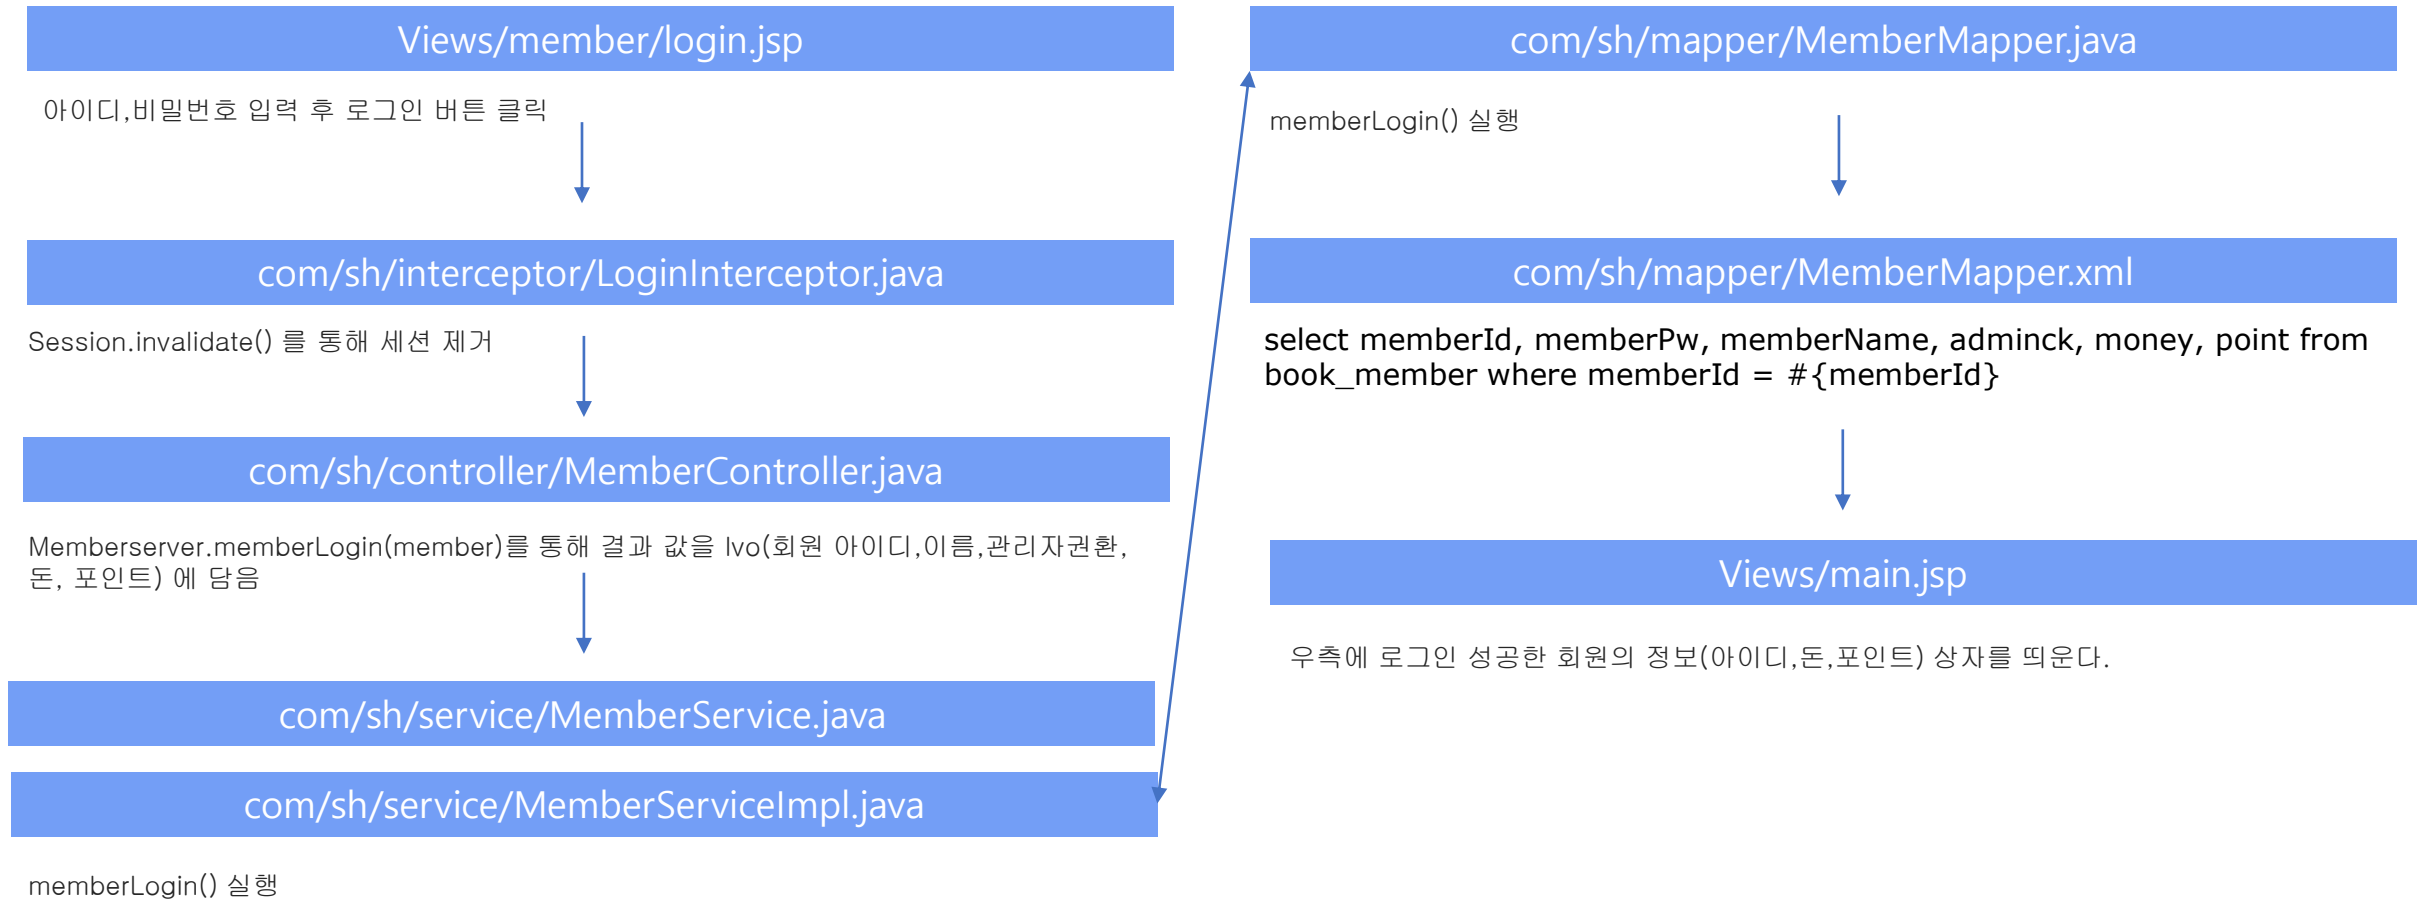 Views/member/login.jsp
아이디,비밀번호 입력 후 로그인 버튼 클릭
com/sh/interceptor/LoginInterceptor.java
Session.invalidate() 를 통해 세션 제거
com/sh/controller/MemberController.java
Memberserver.memberLogin(member)를 통해 결과 값을 lvo(회원 아이디,이름,관리자권환,
돈, 포인트) 에 담음
com/sh/service/MemberService.java
com/sh/service/MemberServiceImpl.java
memberLogin() 실행
com/sh/mapper/MemberMapper.java
memberLogin() 실행
com/sh/mapper/MemberMapper.xml
select memberId, memberPw, memberName, adminck, money, point from
book_member where memberId = #{memberId}
Views/main.jsp
우측에 로그인 성공한 회원의 정보(아이디,돈,포인트) 상자를 띄운다.